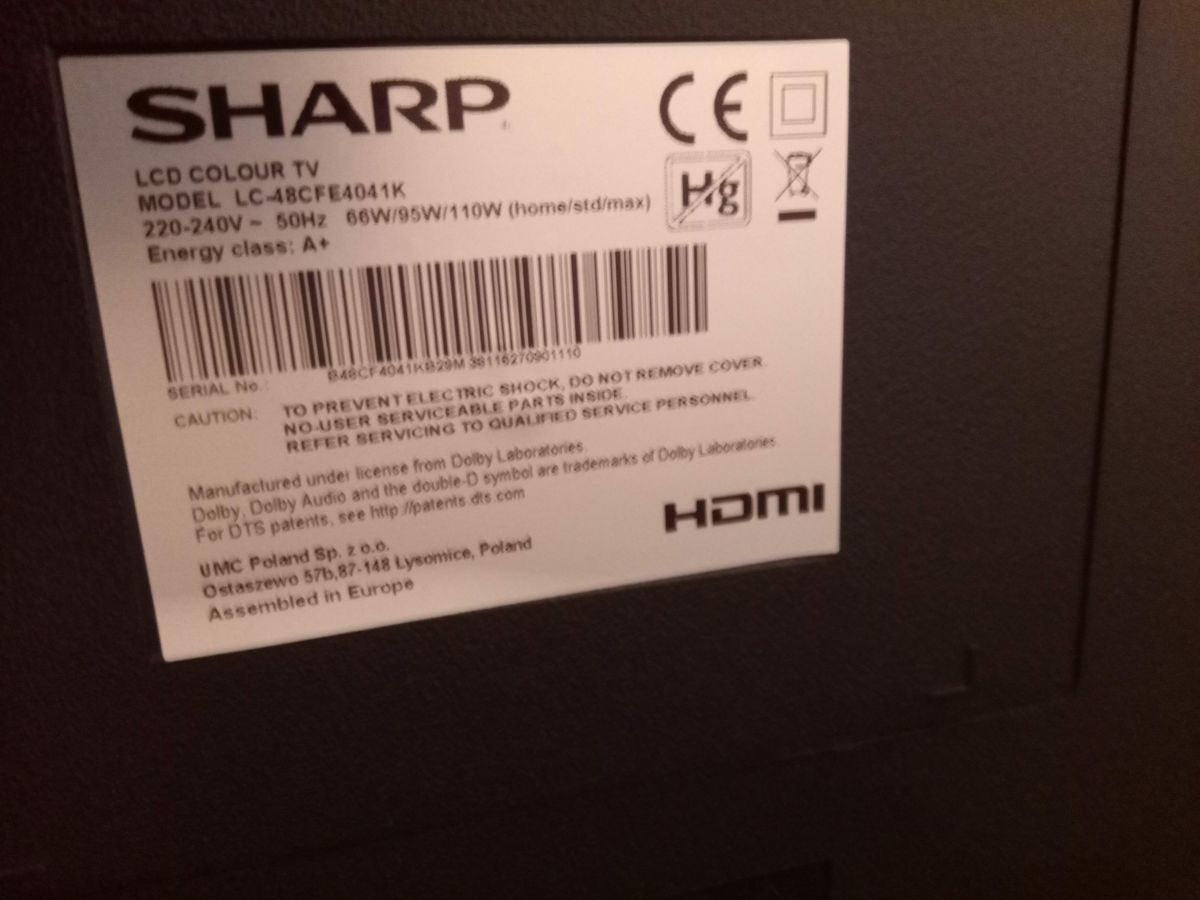 SHARP
CE
LCD COLOUR TV
MODEL LC-48CFE4041K
Hg
220-240V ~ 50Hz 66W/95W/110W (home/std/max)
Energy class: A+
B48CF4041KB29M 38116270901110
SERIAL No.:
CAUTION: TO PREVENT ELECTRIC SHOCK, DO NOT REMOVE COVER.
NO-USER SERVICEABLE PARTS INSIDE.
REFER SERVICING TO QUALIFIED SERVICE PERSONNEL.
Manufactured under license from Dolby Laboratories.
Dolby, Dolby Audio and the double-D symbol are trademarks of Dolby Laboratories.
For DTS patents, see http://patents.dts.com
HDMI
UMC Poland Sp. z o.o.
Ostaszewo 57b,87-148 Łysomice, Poland
Assembled in Europe